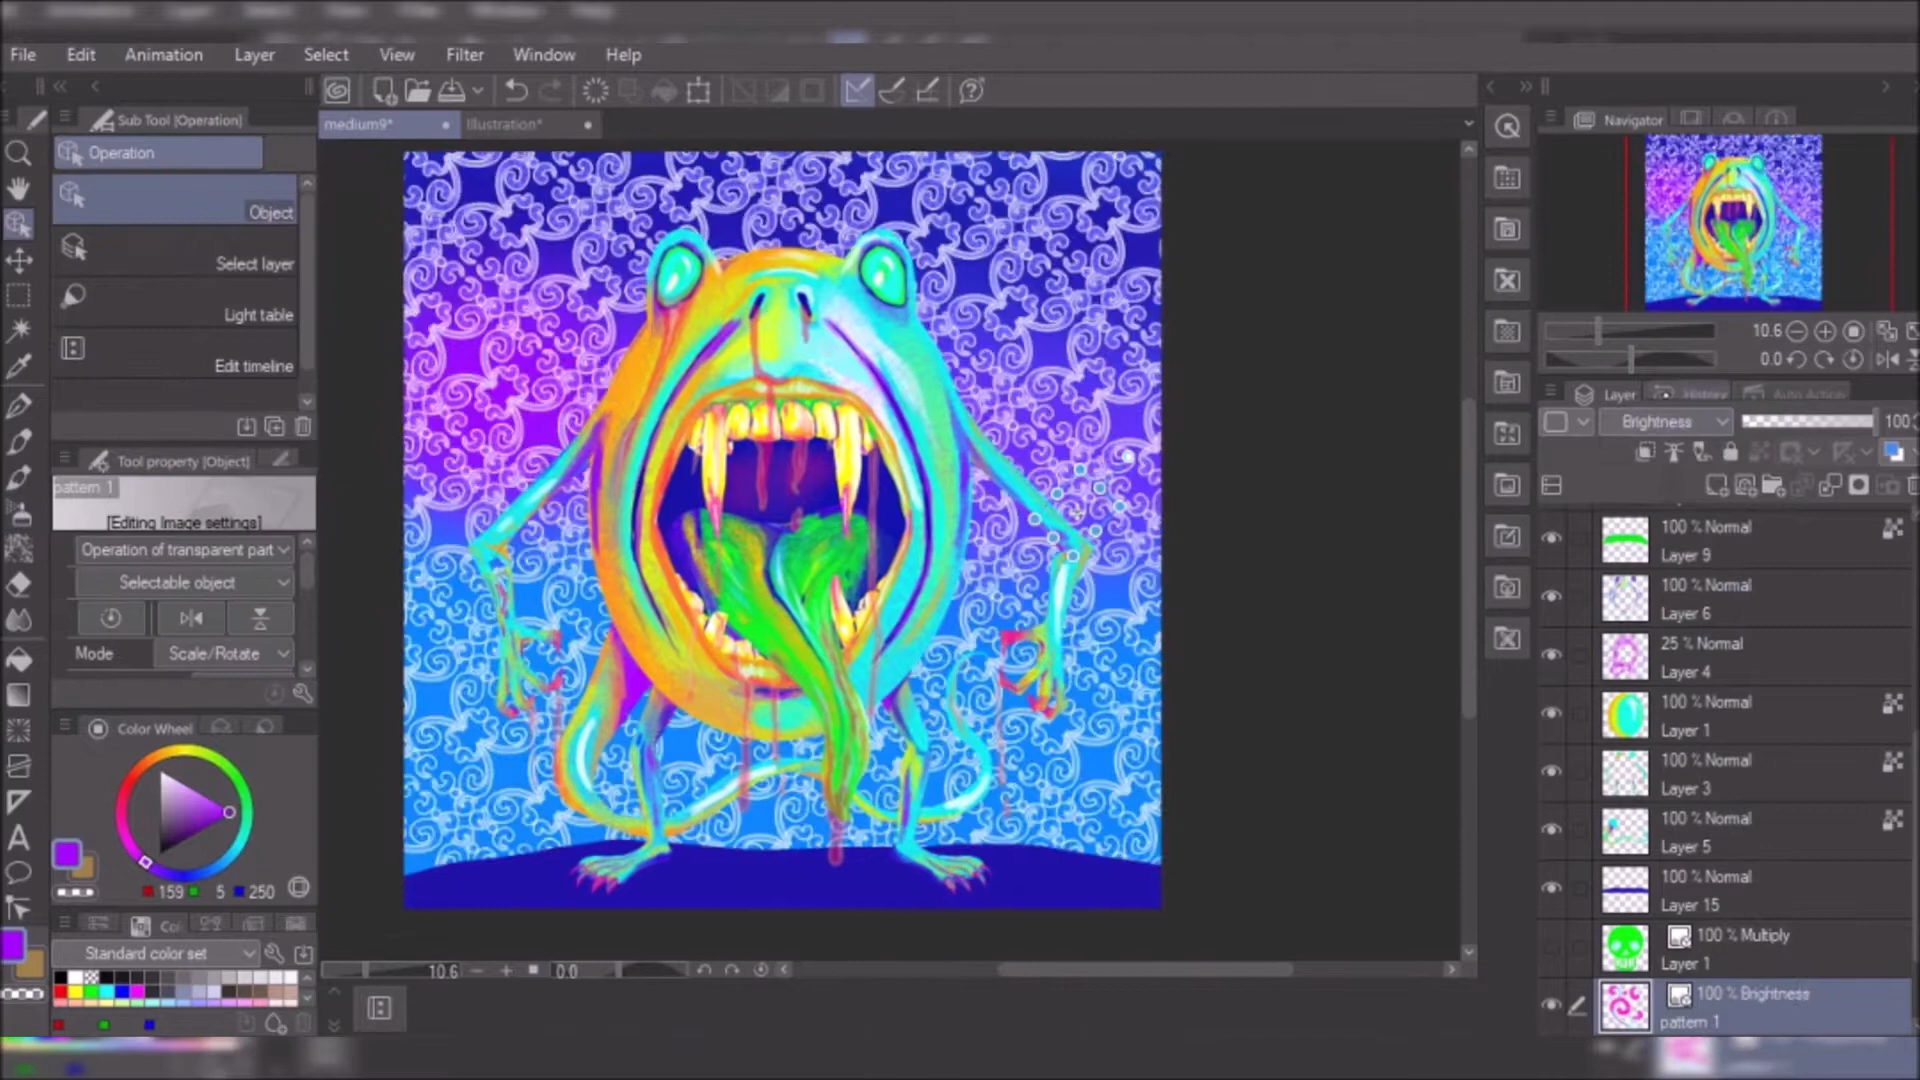 File Edit Animation Layer Select View Filter Window Help
Sub Tool [Operation]
Operation
Object
Select layer
Light table
Edit timeline
Tool property [Object]
pattern 1
[Editing Image settings]
Operation of transparent part
Selectable object
Mode Scale/Rotate
Color Wheel
159 5 250
Col
Standard color set
medium9* Illustration*
10.6 0.0
Navigator
10.6
0.0
Layer History Auto Action
Brightness 100
100 % Normal
Layer 9
100 % Normal
Layer 6
25 % Normal
Layer 4
100 % Normal
Layer 1
100 % Normal
Layer 3
100 % Normal
Layer 5
100 % Normal
Layer 15
100 % Multiply
Layer 1
100 % Brightness
pattern 1